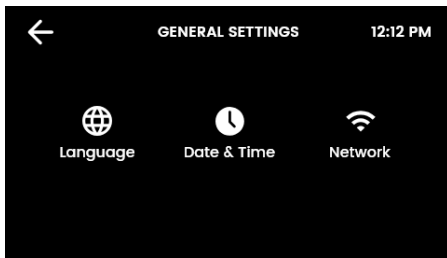 GENERAL SETTINGS 12:12 PM
Language Date & Time Network